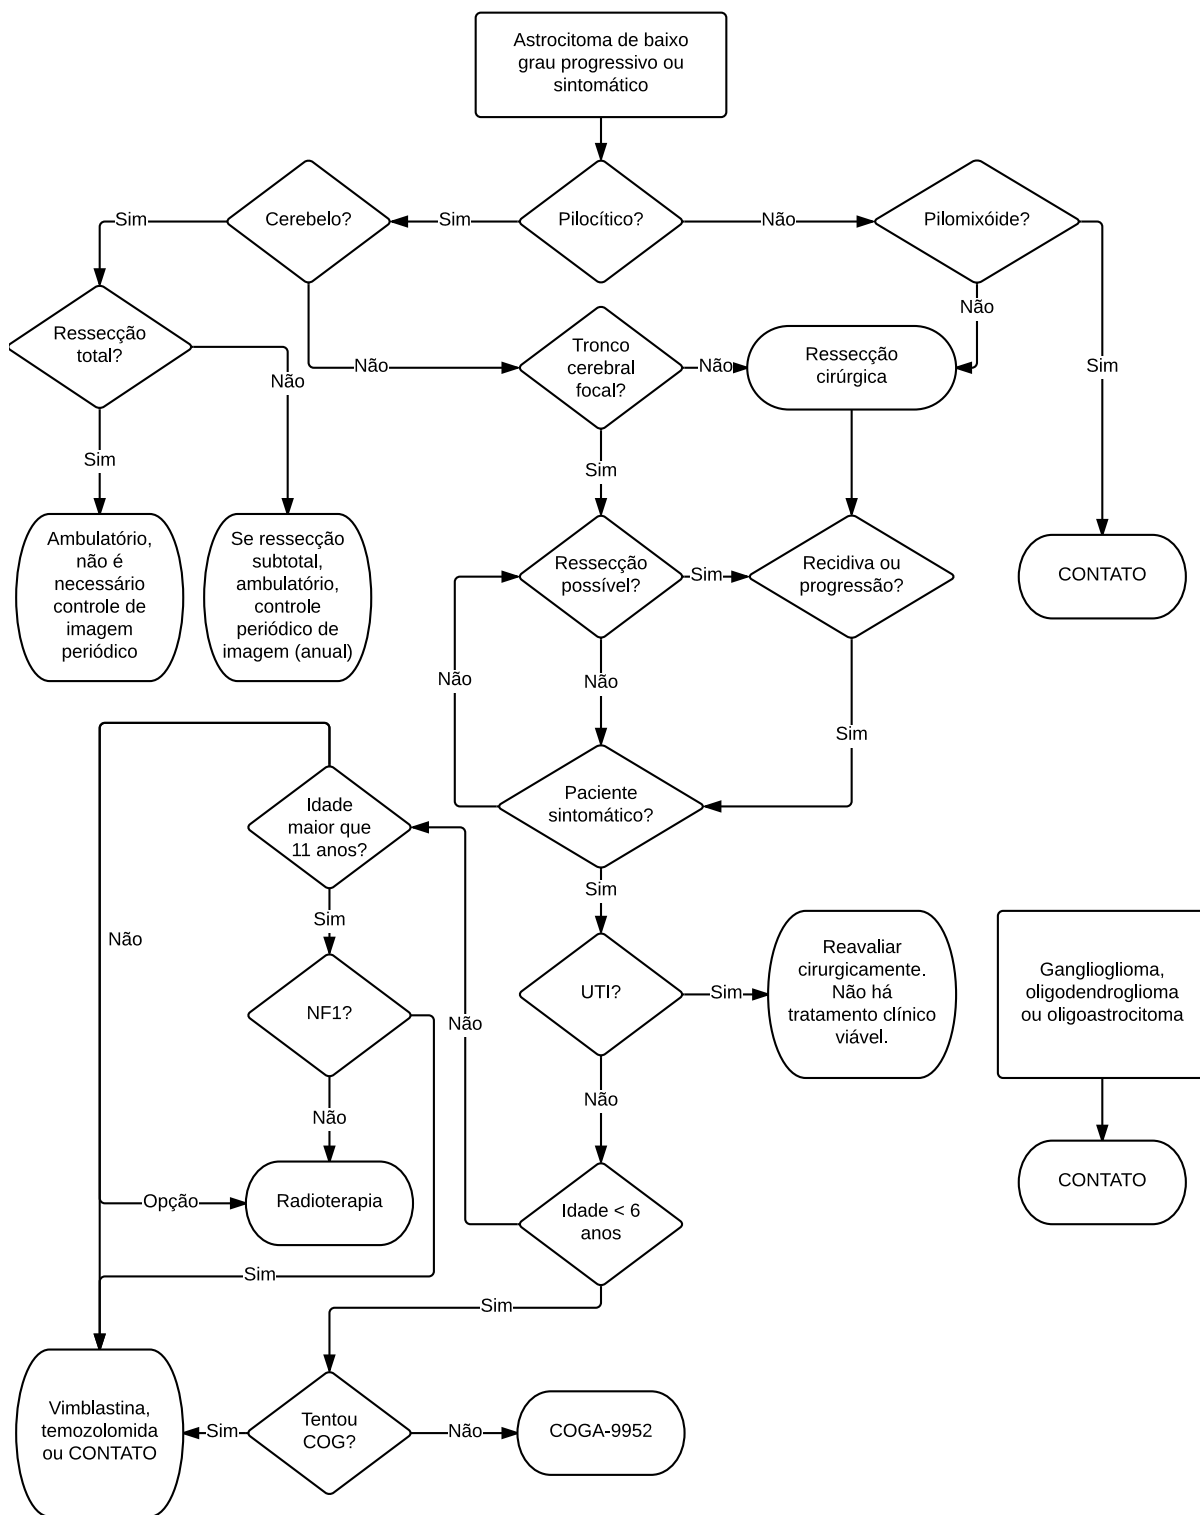 Astrocitoma de baixo
grau progressivo ou
sintomático
Sim
Cerebelo?
Sim
Pilocítico?
Não
Pilomixóide?
Ressecção
total?
Não
Não
Tronco
cerebral
focal?
Não
Ressecção
cirúrgica
Não
Sim
Sim
Sim
Ambulatório,
não é
necessário
controle de
imagem
periódico
Se ressecção
subtotal,
ambulatório,
controle
periódico de
imagem (anual)
Ressecção
possível?
Sim
Recidiva ou
progressão?
CONTATO
Não
Não
Sim
Idade
maior que
11 anos?
Paciente
sintomático?
Sim
Não
Sim
NF1?
Não
UTI?
Sim
Reavaliar
cirurgicamente.
Não há
tratamento clínico
viável.
Ganglioglioma,
oligodendroglioma
ou oligoastrocitoma
Não
Não
Opção
Radioterapia
Idade < 6
anos
CONTATO
Sim
Sim
Vimblastina,
temozolomida
ou CONTATO
Sim
Tentou
COG?
Não
COGA-9952